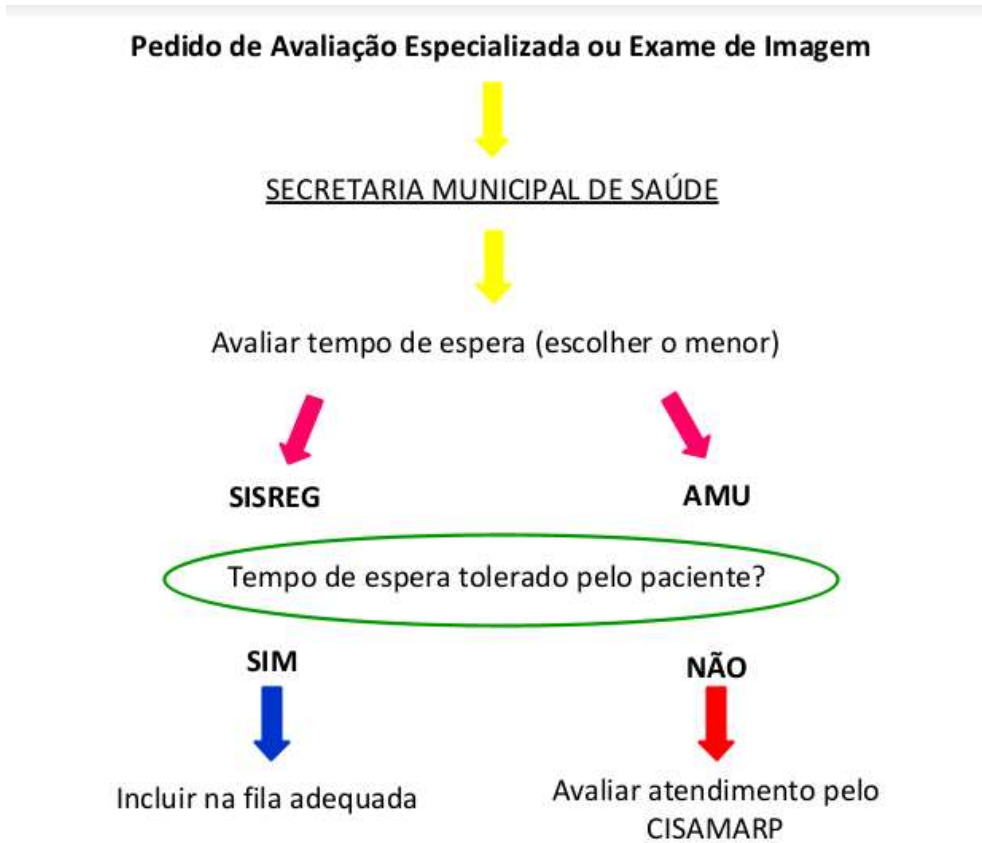 Pedido de Avaliação Especializada ou Exame de Imagem
SECRETARIA MUNICIPAL DE SAÚDE
Avaliar tempo de espera (escolher o menor)
SISREG
AMU
Tempo de espera tolerado pelo paciente?
SIM
NÃO
Incluir na fila adequada
Avaliar atendimento pelo
CISAMARP